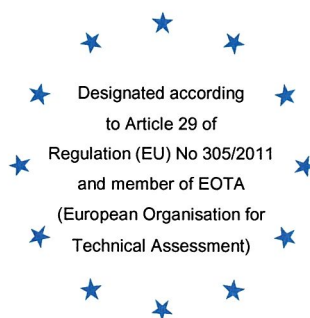 Designated according
to Article 29 of
Regulation (EU) No 305/2011
and member of EOTA
(European Organisation for
Technical Assessment)